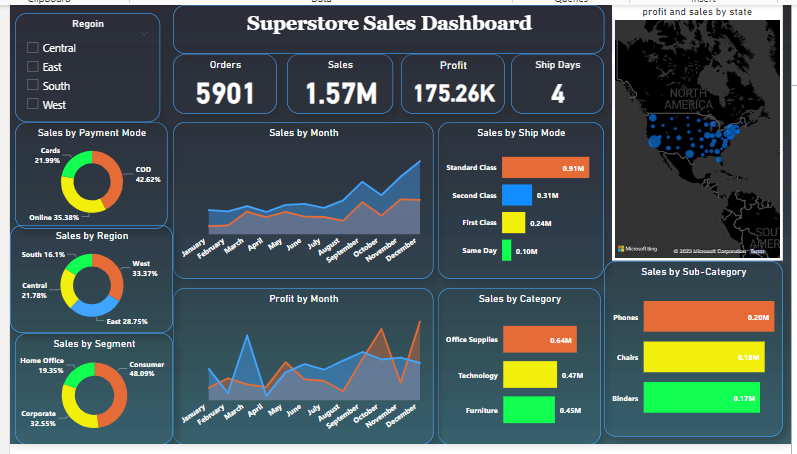 Clipboard
Data
Queries
Insert
Regoin
Central
East
South
West
Superstore Sales Dashboard
Orders
5901
Sales
1.57M
Profit
175.26K
Ship Days
4
profit and sales by state
NORTH
AMERICA
SOU
AMER
Microsoft Bing
© 2023 Microsoft Corporation Terms
Sales by Payment Mode
Cards
21.99%
COD
42.62%
Online 35.38%
Sales by Month
January
February
March
April
May
June
July
August
September
October
November
December
Sales by Ship Mode
Standard Class
0.91M
Second Class
0.31M
First Class
0.24M
Same Day
0.10M
Sales by Region
South 16.1%
West
33.37%
Central
21.78%
East 28.75%
Sales by Sub-Category
Phones
0.20M
Chairs
0.18M
Binders
0.17M
Profit by Month
January
February
March
April
May
June
July
August
September
October
November
December
Sales by Category
Office Supplies
0.64M
Technology
0.47M
Furniture
0.45M
Sales by Segment
Home Office
19.35%
Consumer
48.09%
Corporate
32.55%